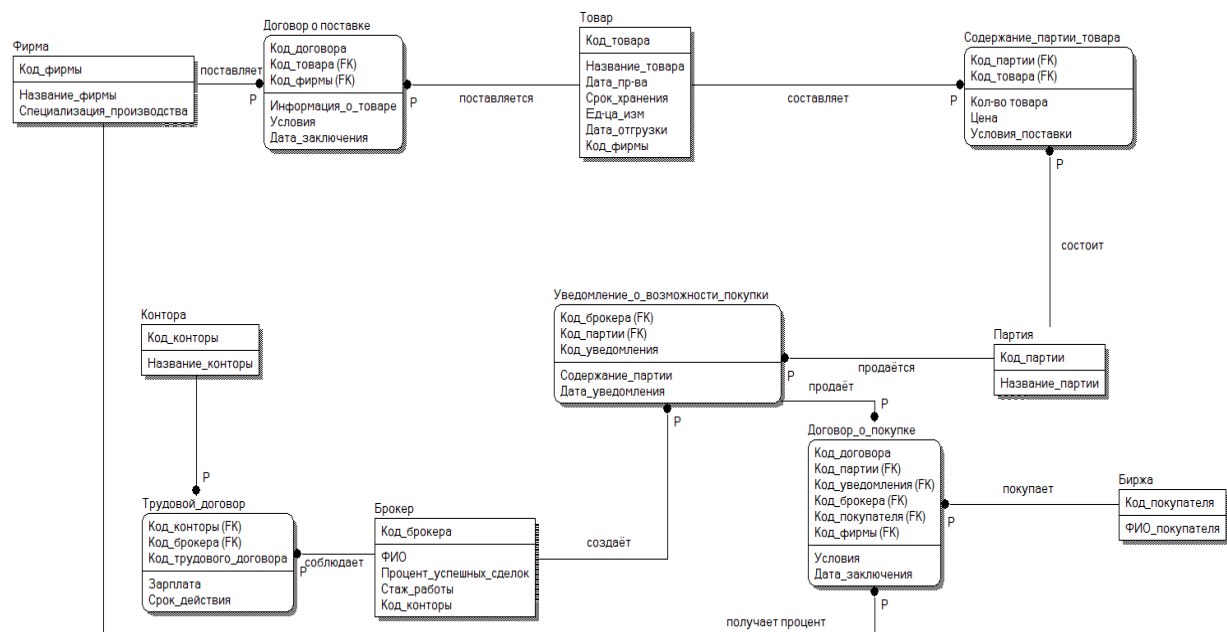 Фирма
Код_фирмы
Название_фирмы
Специализация_производства
поставляет
P
Договор о поставке
Код_договора
Код_товара (FK)
Код_фирмы (FK)
Информация_о_товаре
Условия
Дата_заключения
P
поставляется
Товар
Код_товара
Название_товара
Дата_пр-ва
Срок_хранения
Ед-ца_изм
Дата_отгрузки
Код_фирмы
составляет
P
Содержание_партии_товара
Код_партии (FK)
Код_товара (FK)
Кол-во товара
Цена
Условия_поставки
P
состоит
Уведомление_о_возможности_покупки
Код_брокера (FK)
Код_партии (FK)
Код_уведомления
Содержание_партии
Дата_уведомления
P
продаётся
Партия
Код_партии
Название_партии
продаёт
P
P
Контора
Код_конторы
Название_конторы
P
Трудовой_договор
Код_конторы (FK)
Код_брокера (FK)
Код_трудового_договора
Зарплата
Срок_действия
P
соблюдает
Брокер
Код_брокера
ФИО
Процент_успешных_сделок
Стаж_работы
Код_конторы
создаёт
Договор_о_покупке
Код_договора
Код_партии (FK)
Код_уведомления (FK)
Код_брокера (FK)
Код_покупателя (FK)
Код_фирмы (FK)
Условия
Дата_заключения
P
покупает
Биржа
Код_покупателя
ФИО_покупателя
P
получает процент